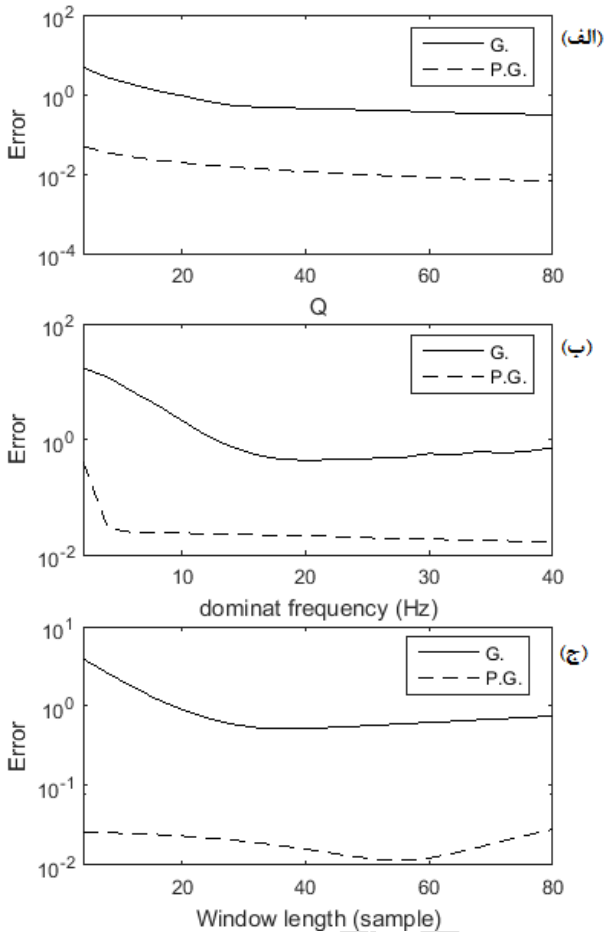 (الف)
10^2
10^0
10^-2
10^-4
Error
G.
P.G.
20
40
60
80
Q
(ب)
10^2
10^0
10^-2
Error
G.
P.G.
10
20
30
40
dominat frequency (Hz)
(ج)
10^1
10^0
10^-1
10^-2
Error
G.
P.G.
20
40
60
80
Window length (sample)